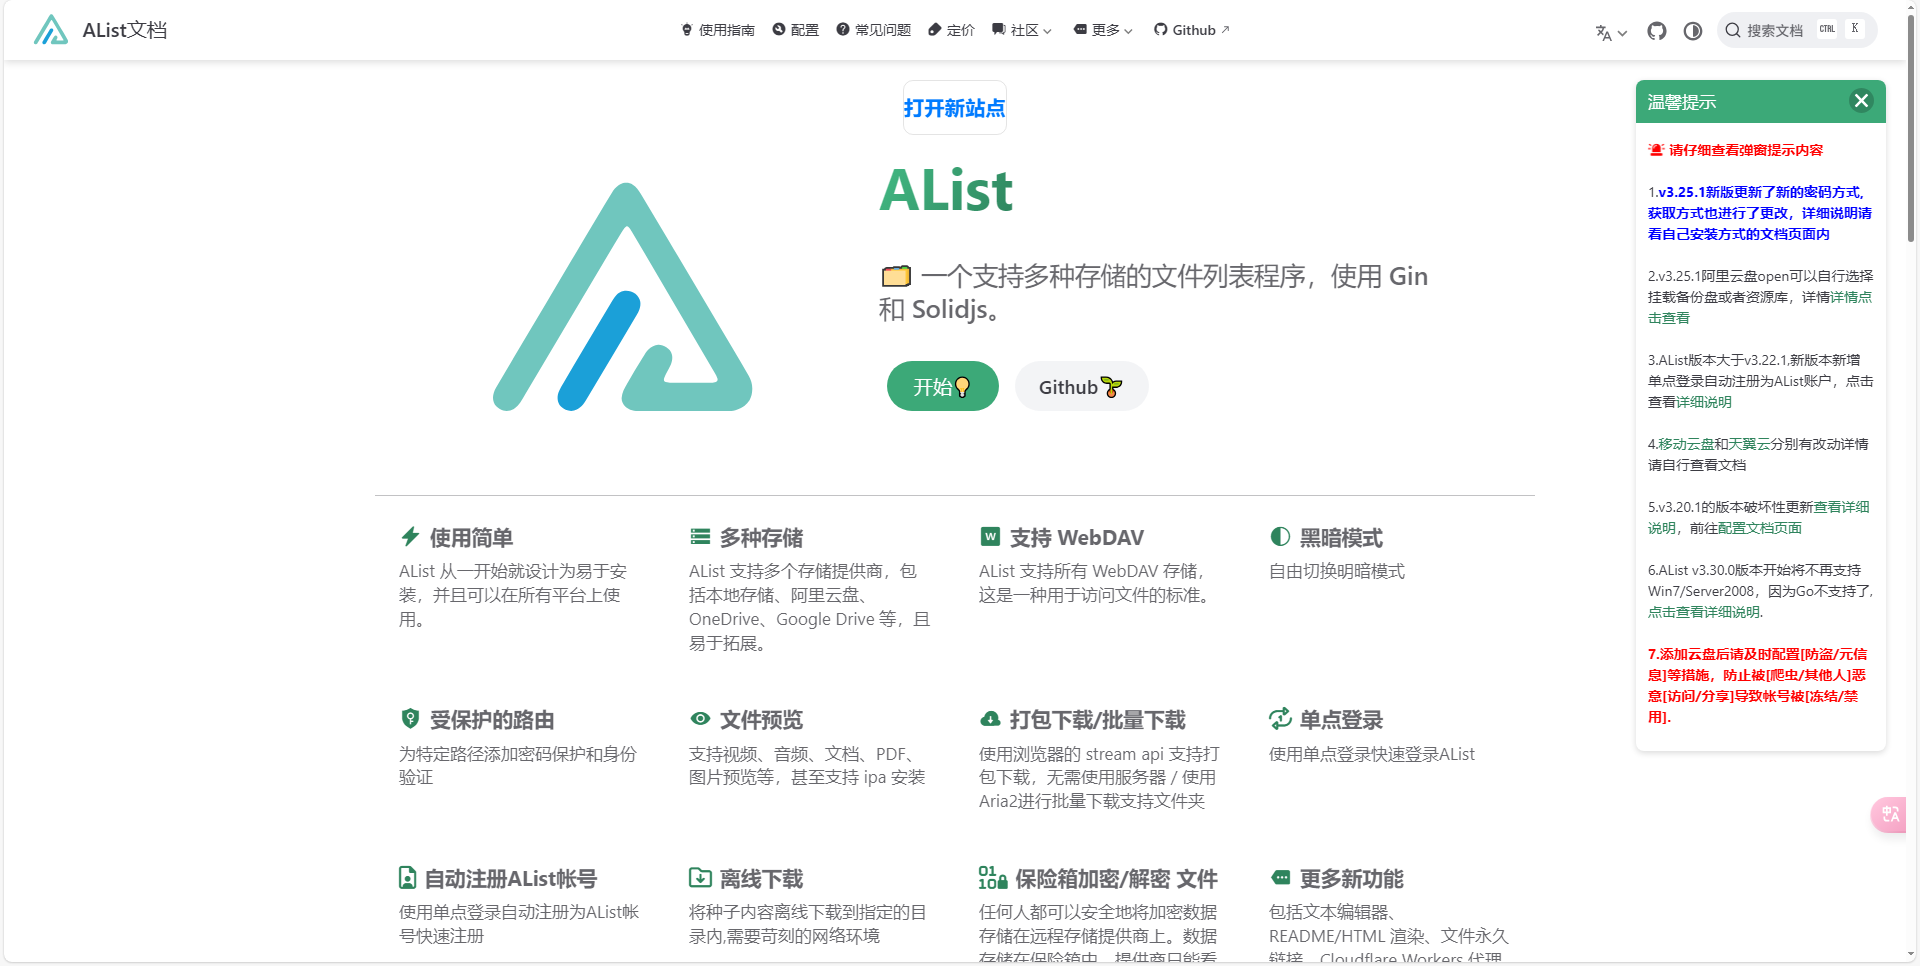 AList文档
使用指南
配置
常见问题
定价
社区
更多
Github
搜索文档
CTRL
K
打开新站点
AList
一个支持多种存储的文件列表程序，使用 Gin
和 Solidjs。
开始
Github
温馨提示
请仔细查看弹窗提示内容
1.v3.25.1新版更新了新的密码方式,
获取方式也进行了更改，详细说明请
看自己安装方式的文档页面内
2.v3.25.1阿里云盘open可以自行选择
挂载备份盘或者资源库，详情详情点
击查看
3.AList版本大于v3.22.1,新版本新增
单点登录自动注册为AList账户，点击
查看详细说明
4.移动云盘和天翼云分别有改动详情
请自行查看文档
5.v3.20.1的版本破坏性更新查看详细
说明，前往配置文档页面
6.AList v3.30.0版本开始将不再支持
Win7/Server2008，因为Go不支持了,
点击查看详细说明.
7.添加云盘后请及时配置[防盗/元信
息]等措施，防止被[爬虫/其他人]恶
意[访问/分享]导致帐号被[冻结/禁
用].
使用简单
AList 从一开始就设计为易于安
装，并且可以在所有平台上使
用。
多种存储
AList 支持多个存储提供商，包
括本地存储、阿里云盘、
OneDrive、Google Drive 等，且
易于拓展。
W
支持 WebDAV
AList 支持所有 WebDAV 存储，
这是一种用于访问文件的标准。
黑暗模式
自由切换明暗模式
受保护的路由
为特定路径添加密码保护和身份
验证
文件预览
支持视频、音频、文档、PDF、
图片预览等，甚至支持 ipa 安装
打包下载/批量下载
使用浏览器的 stream api 支持打
包下载，无需使用服务器 / 使用
Aria2进行批量下载支持文件夹
单点登录
使用单点登录快速登录AList
自动注册AList帐号
使用单点登录自动注册为AList帐
号快速注册
离线下载
将种子内容离线下载到指定的目
录内,需要苛刻的网络环境
保险箱加密/解密 文件
任何人都可以安全地将加密数据
存储在远程存储提供商上。数据
存储在保险箱中，提供商只能看
更多新功能
包括文本编辑器、
README/HTML 渲染、文件永久
链接、Cloudflare Workers 代理